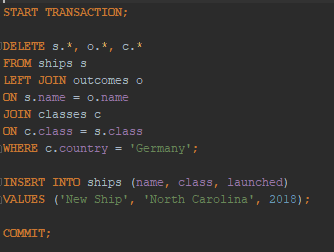 START TRANSACTION;
DELETE s.*, o.*, c.*
FROM ships s
LEFT JOIN outcomes o
ON s.name = o.name
JOIN classes c
ON c.class = s.class
WHERE c.country = 'Germany';
INSERT INTO ships (name, class, launched)
VALUES ('New Ship', 'North Carolina', 2018);
COMMIT;